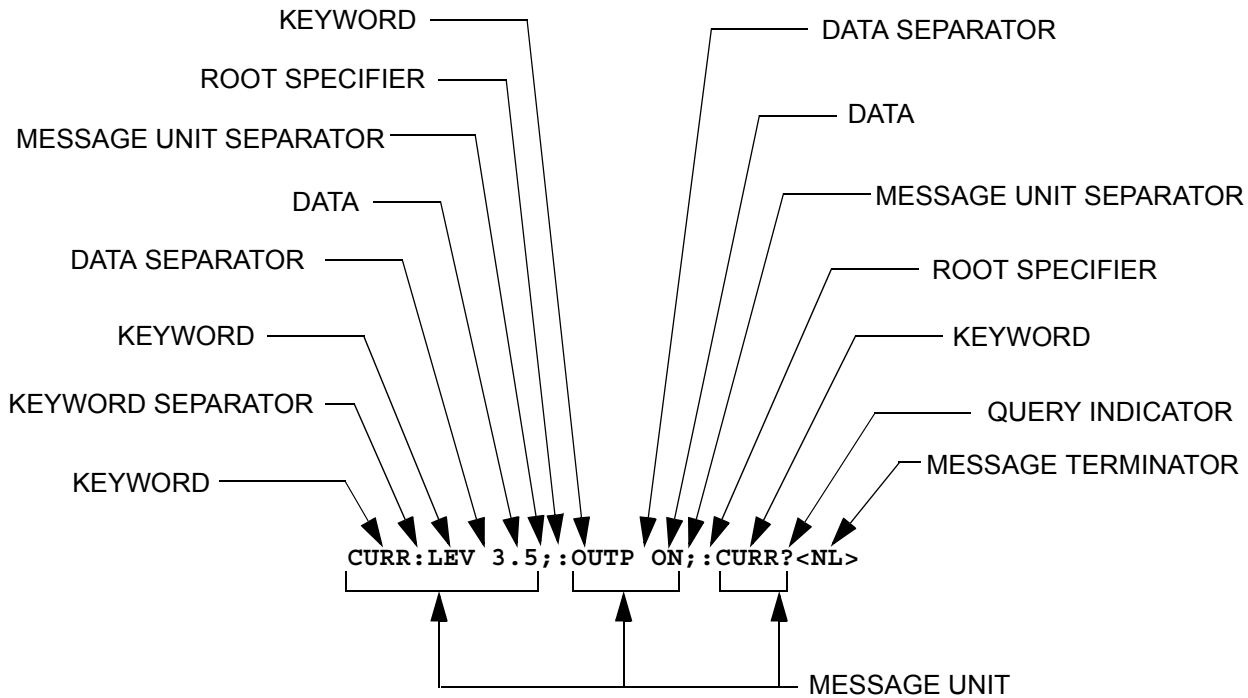 KEYWORD
DATA SEPARATOR
ROOT SPECIFIER
DATA
MESSAGE UNIT SEPARATOR
MESSAGE UNIT SEPARATOR
DATA
DATA SEPARATOR
ROOT SPECIFIER
KEYWORD
KEYWORD
KEYWORD SEPARATOR
QUERY INDICATOR
KEYWORD
MESSAGE TERMINATOR
CURR:LEV 3.5;:OUTP ON;:CURR?<NL>
MESSAGE UNIT